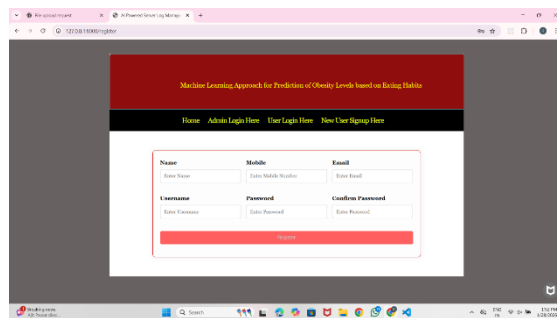 File upload request
AI Powered Server Log Manage
127.0.0.1:8000/register
Machine Learning Approach for Prediction of Obesity Levels based on Eating Habits
Home Admin Login Here User Login Here New User Signup Here
Name Mobile Email
Enter Name Enter Mobile Number Enter Email
Username Password Confirm Password
Enter Username Enter Password Enter Password
Register
Search
ENG
IN